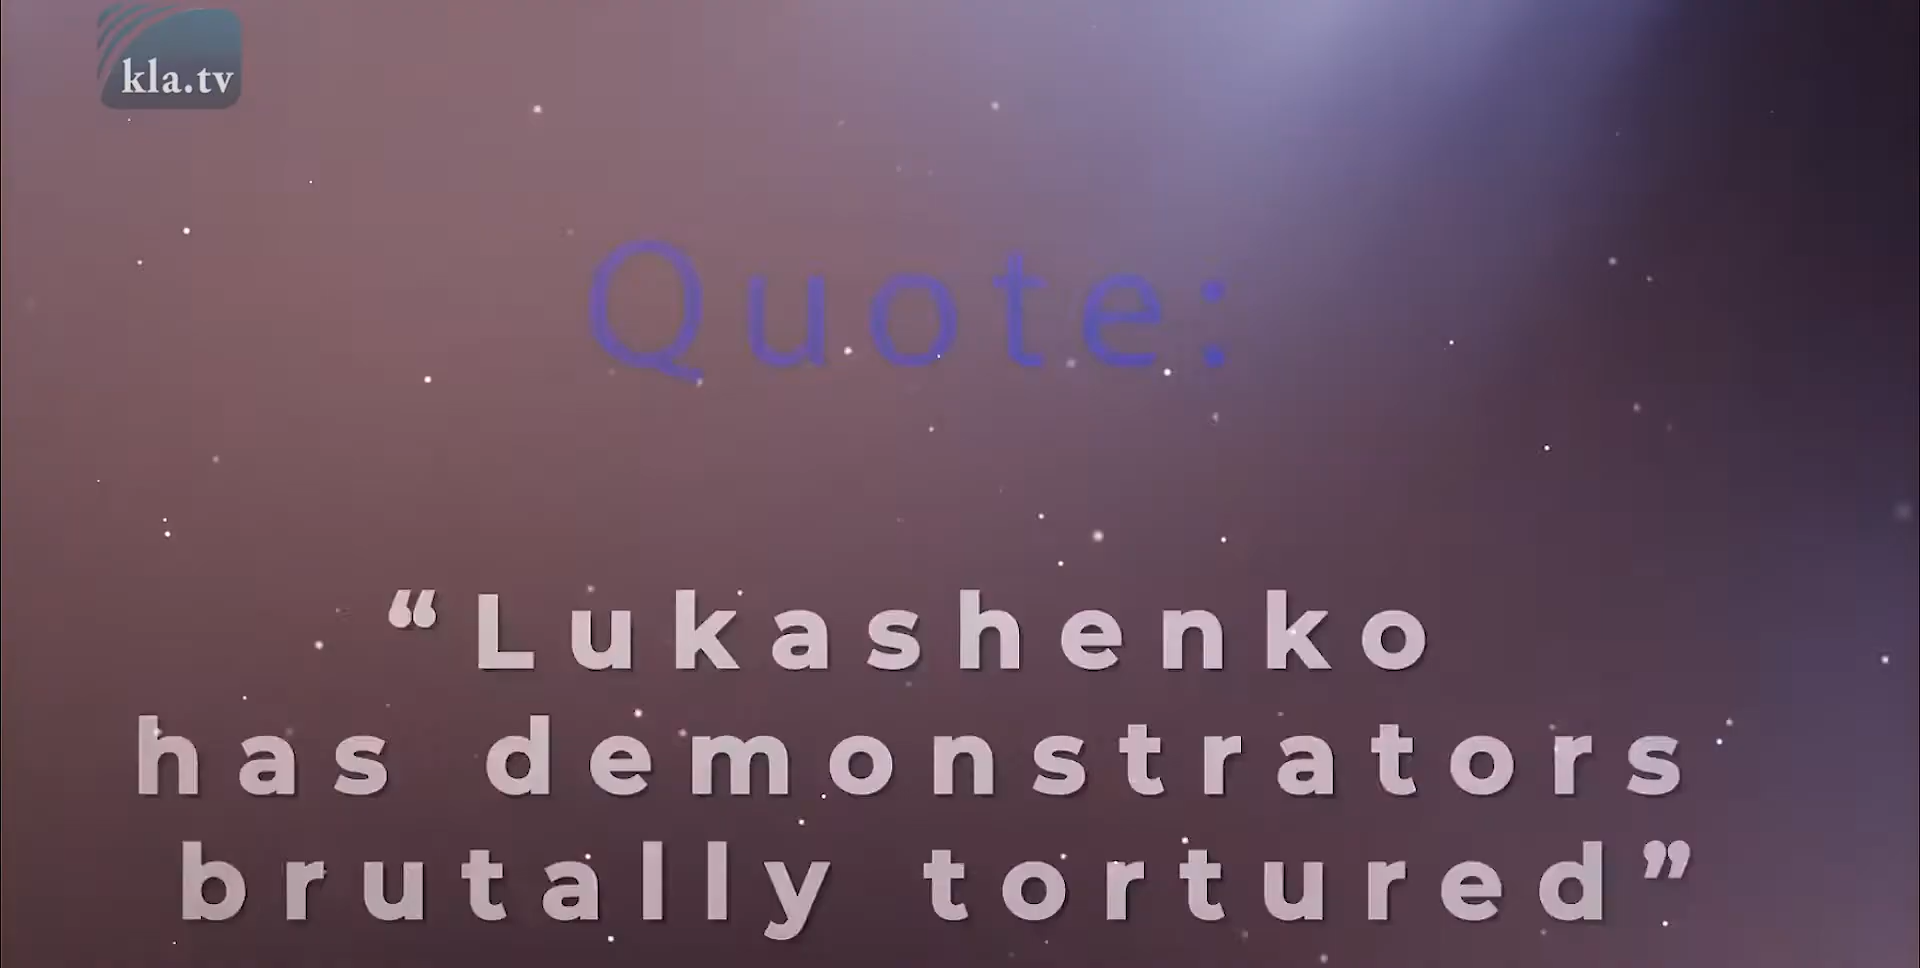 kla.tv
Quote:
“Lukashenko
has demonstrators
brutally tortured”